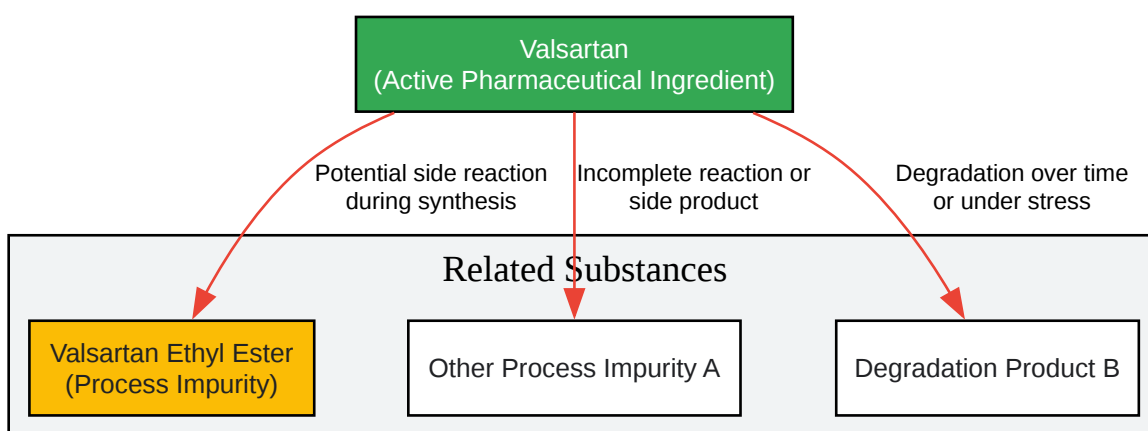 Valsartan
(Active Pharmaceutical Ingredient)
Potential side reaction
during synthesis
Incomplete reaction or
side product
Degradation over time
or under stress
Related Substances
Valsartan Ethyl Ester
(Process Impurity)
Other Process Impurity A
Degradation Product B